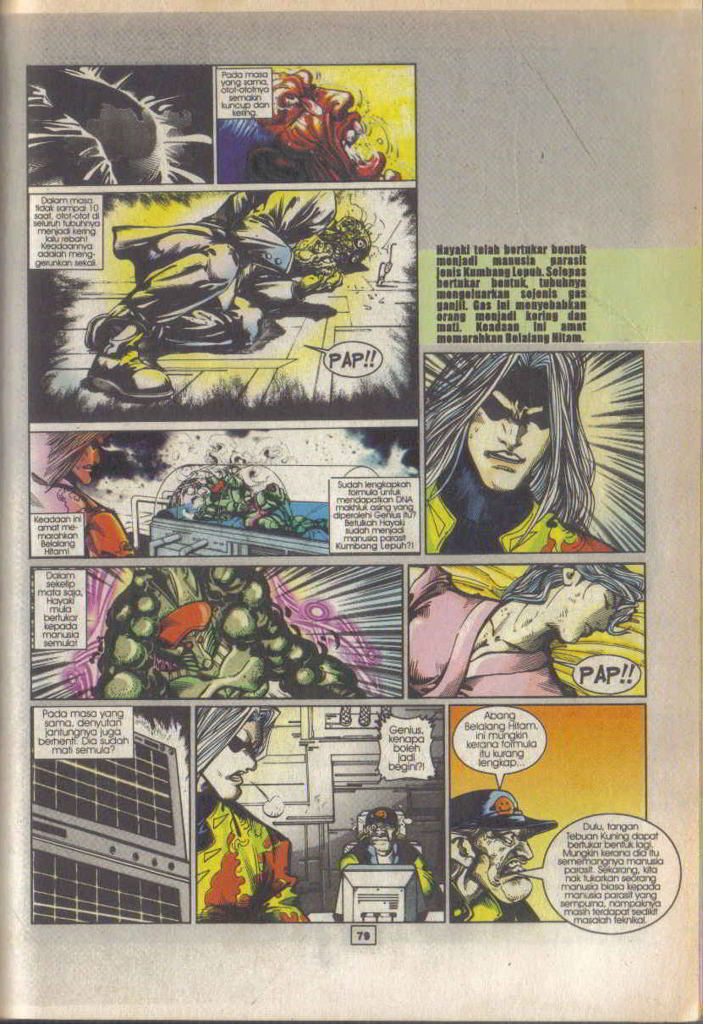 Pada masa
yang sama,
otot-ototnya
semakin
kuncup dan
kering.
Dalam masa
tidak sampai 10
saat, otot-otot di
seluruh tubuhnya
menjadi kering
lalu rebah!
Keadaannya
adalah meng-
gerunkan sekali.
PAP!!
Hayaki telah bertukar bentuk
menjadi manusia parasit
jenis Kumbang Lepuh. Selepas
bertukar bentuk, tubuhnya
mengeluarkan sejenis gas
ganjil. Gas ini menyebabkan
orang menjadi kering dan
mati. Keadaan ini amat
memarahkan Belalang Hitam.
Keadaan ini
amat me-
marahkan
Belalang
Hitam!
Sudah lengkapkah
formula untuk
mendapatkan DNA
makhluk asing yang
diperolehi Genius itu?
Betulkah Hayaki
sudah menjadi
manusia parasit
Kumbang Lepuh?!
Dalam
sekelip
mata saja,
Hayaki
mula
bertukar
kepada
manusia
semula!
PAP!!
Pada masa yang
sama, denyutan
jantungnya juga
berhenti. Dia sudah
mati semula?
Genius,
kenapa
boleh
jadi
begini?!
Abang
Belalang Hitam,
ini mungkin
kerana formula
itu kurang
lengkap...
Dulu, tangan
Tebuan Kuning dapat
bertukar bentuk lagi.
Mungkin kerana dia itu
sememangnya manusia
parasit. Sekarang, kita
nak tukarkan seorang
manusia biasa kepada
manusia parasit yang
sempurna, nampaknya
masih terdapat sedikit
masalah teknikal.
79